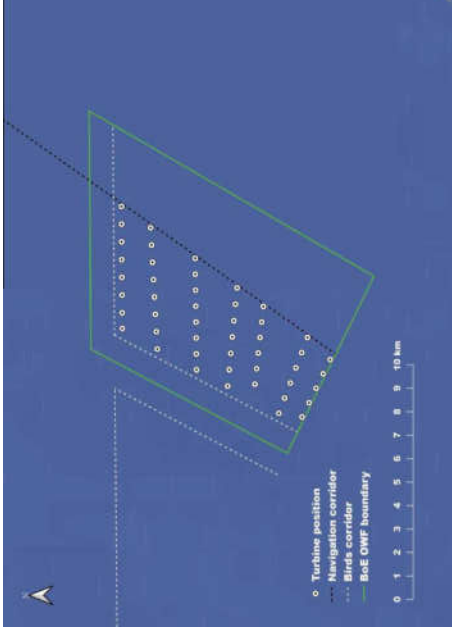 N
Turbine position
Navigation corridor
Birds corridor
BoE OWF boundary
0 1 2 3 4 5 6 7 8 9 10 km